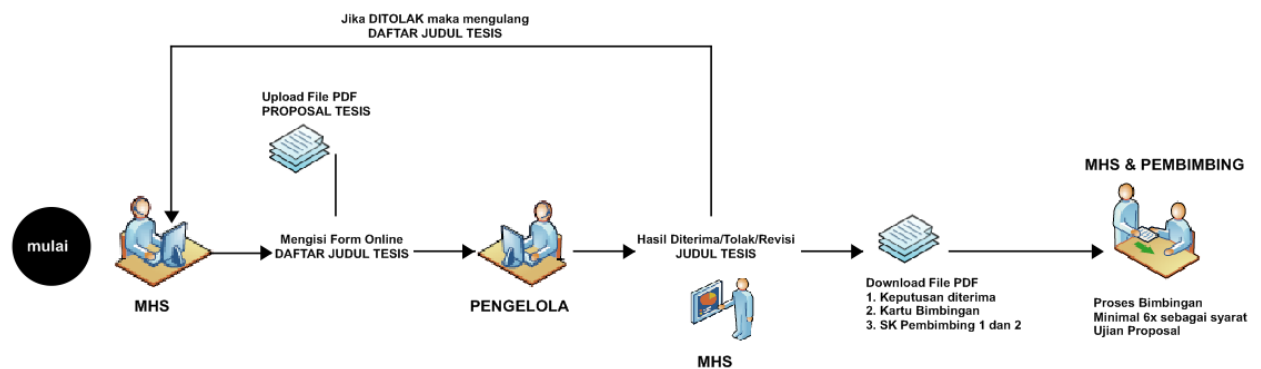 Jika DITOLAK maka mengulang
DAFTAR JUDUL TESIS
Upload File PDF
PROPOSAL TESIS
mulai
MHS
Mengisi Form Online
DAFTAR JUDUL TESIS
PENGELOLA
Hasil Diterima/Tolak/Revisi
JUDUL TESIS
MHS
Download File PDF
1. Keputusan diterima
2. Kartu Bimbingan
3. SK Pembimbing 1 dan 2
MHS & PEMBIMBING
Proses Bimbingan
Minimal 6x sebagai syarat
Ujian Proposal